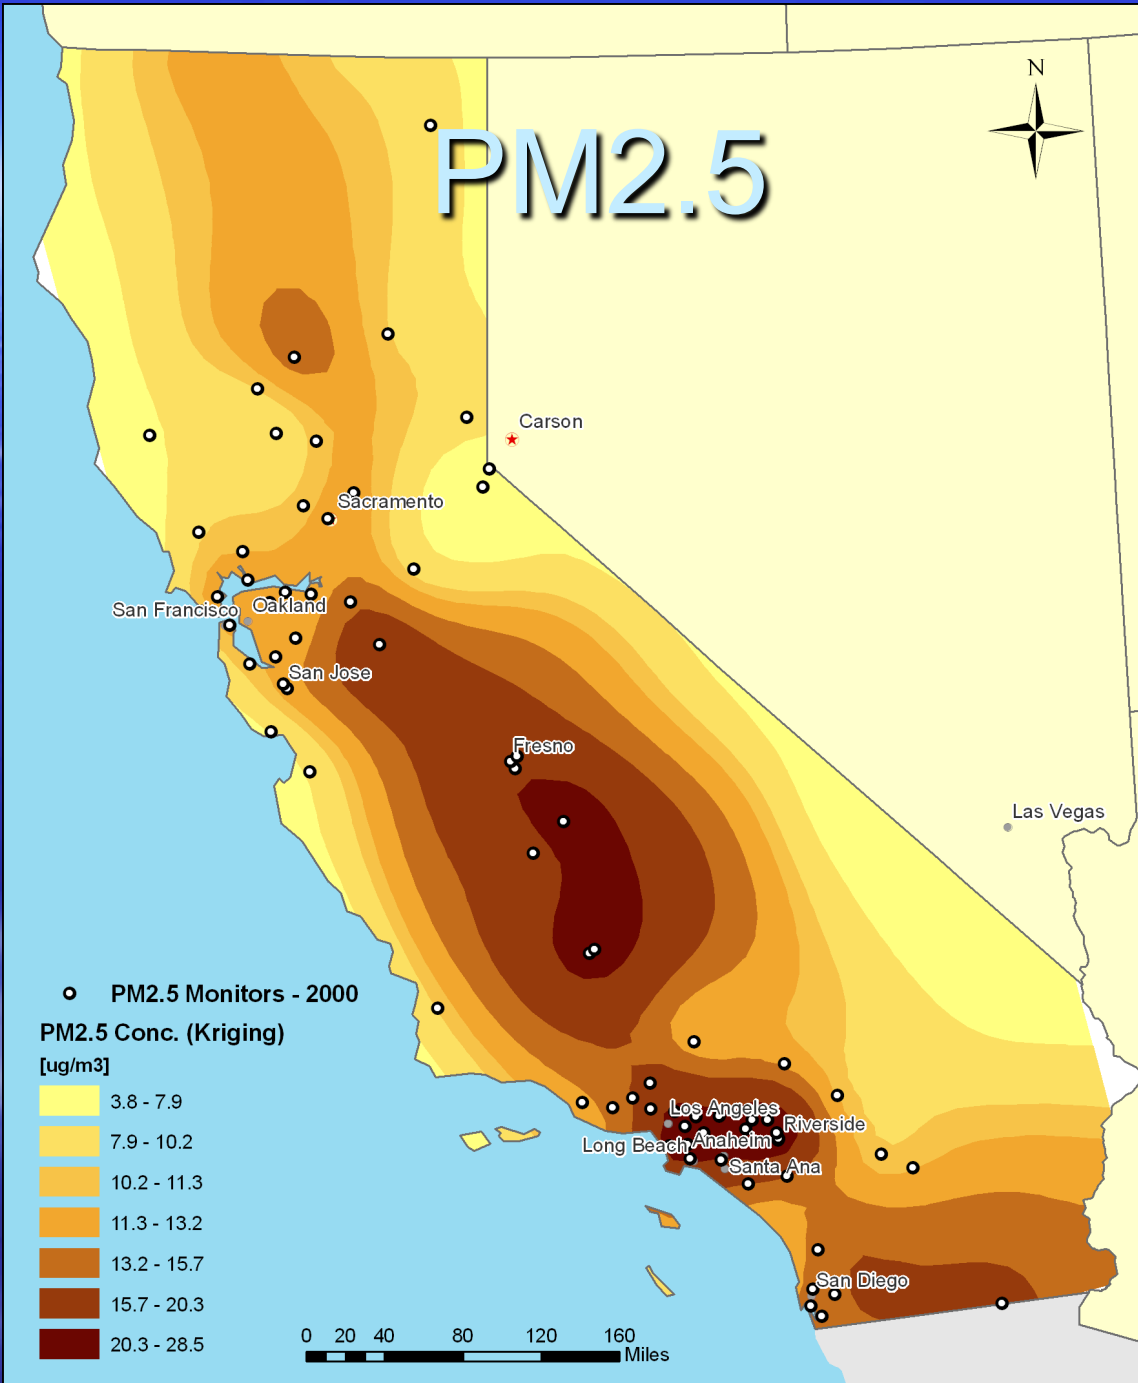 N
PM2.5
Carson
Sacramento
San Francisco
Oakland
San Jose
Fresno
Las Vegas
Los Angeles
Riverside
Long Beach
Anaheim
Santa Ana
San Diego
PM2.5 Monitors - 2000
PM2.5 Conc. (Kriging)
[ug/m3]
3.8 - 7.9
7.9 - 10.2
10.2 - 11.3
11.3 - 13.2
13.2 - 15.7
15.7 - 20.3
20.3 - 28.5
0 20 40 80 120 160
Miles